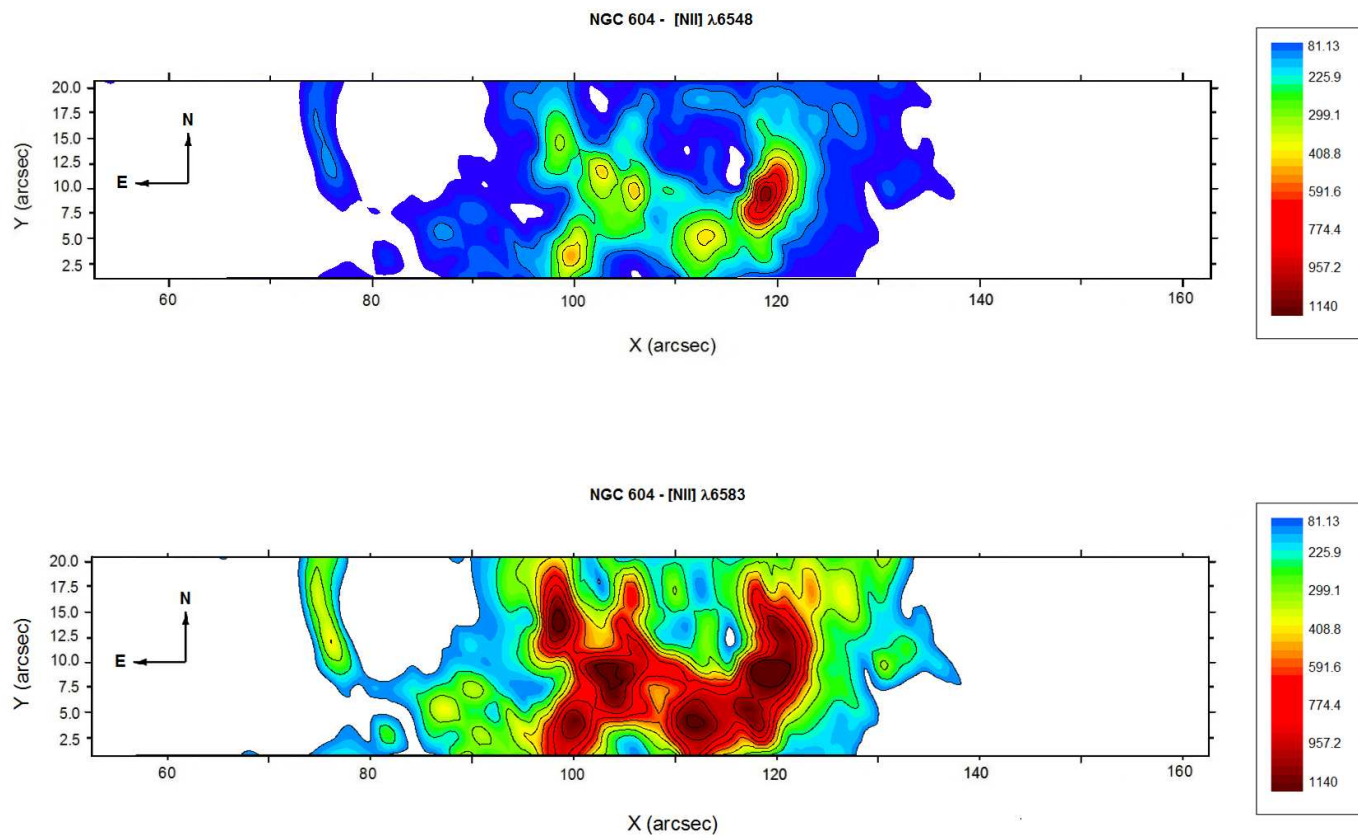 NGC 604 - [NII] λ6548
Y (arcsec)
20.0
17.5
15.0
12.5
10.0
7.5
5.0
2.5
N
E
60 80 100 120 140 160
X (arcsec)
81.13
225.9
299.1
408.8
591.6
774.4
957.2
1140
NGC 604 - [NII] λ6583
Y (arcsec)
20.0
17.5
15.0
12.5
10.0
7.5
5.0
2.5
N
E
60 80 100 120 140 160
X (arcsec)
81.13
225.9
299.1
408.8
591.6
774.4
957.2
1140